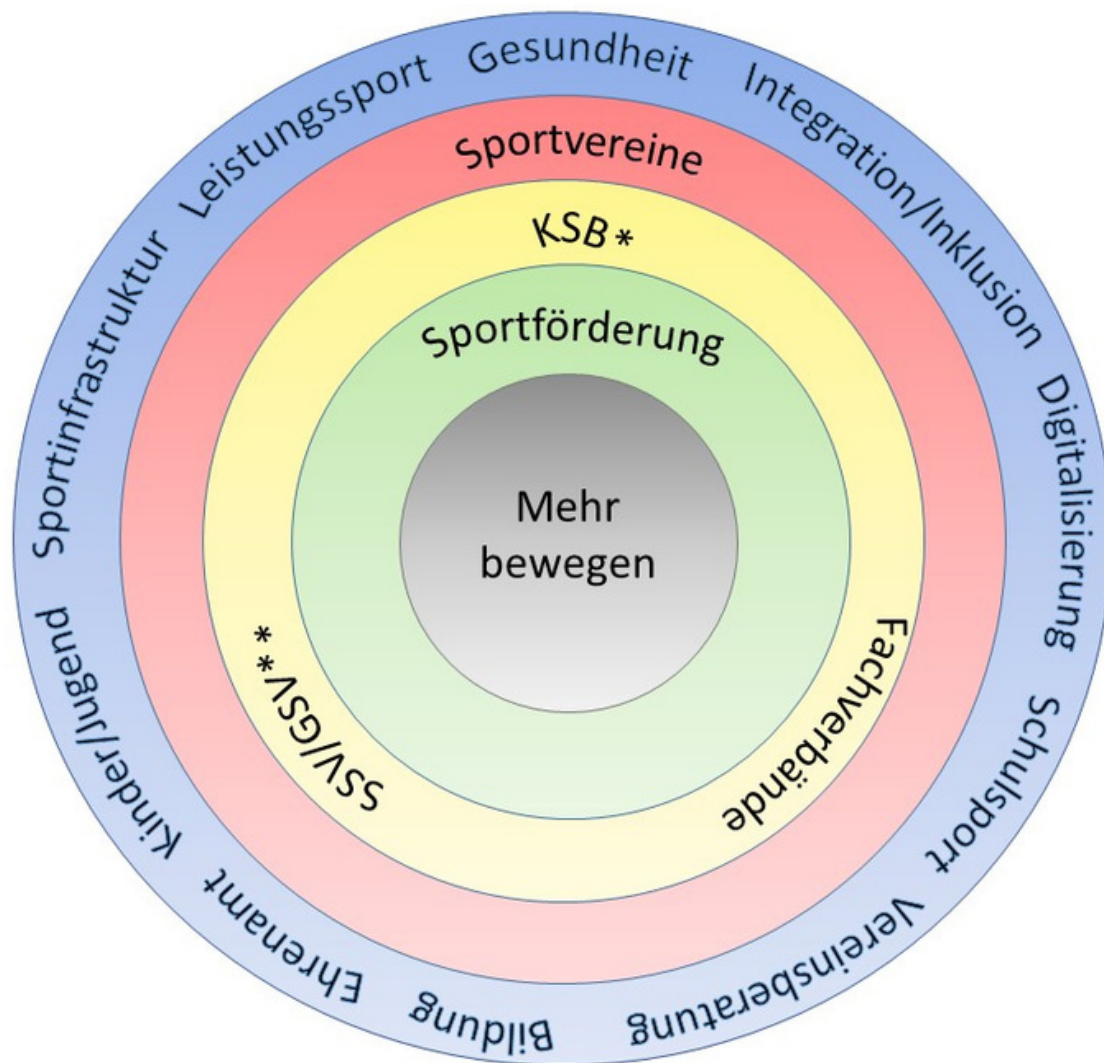 Gesundheit
Integration/Inklusion
Digitalisierung
Schulsport
Vereinsberatung
Bildung
Ehrenamt
Kinder/Jugend
Sportinfrastruktur
Leistungssport
Sportvereine
KSB*
Fachverbände
SSV/GSV**
Sportförderung
Mehr
bewegen